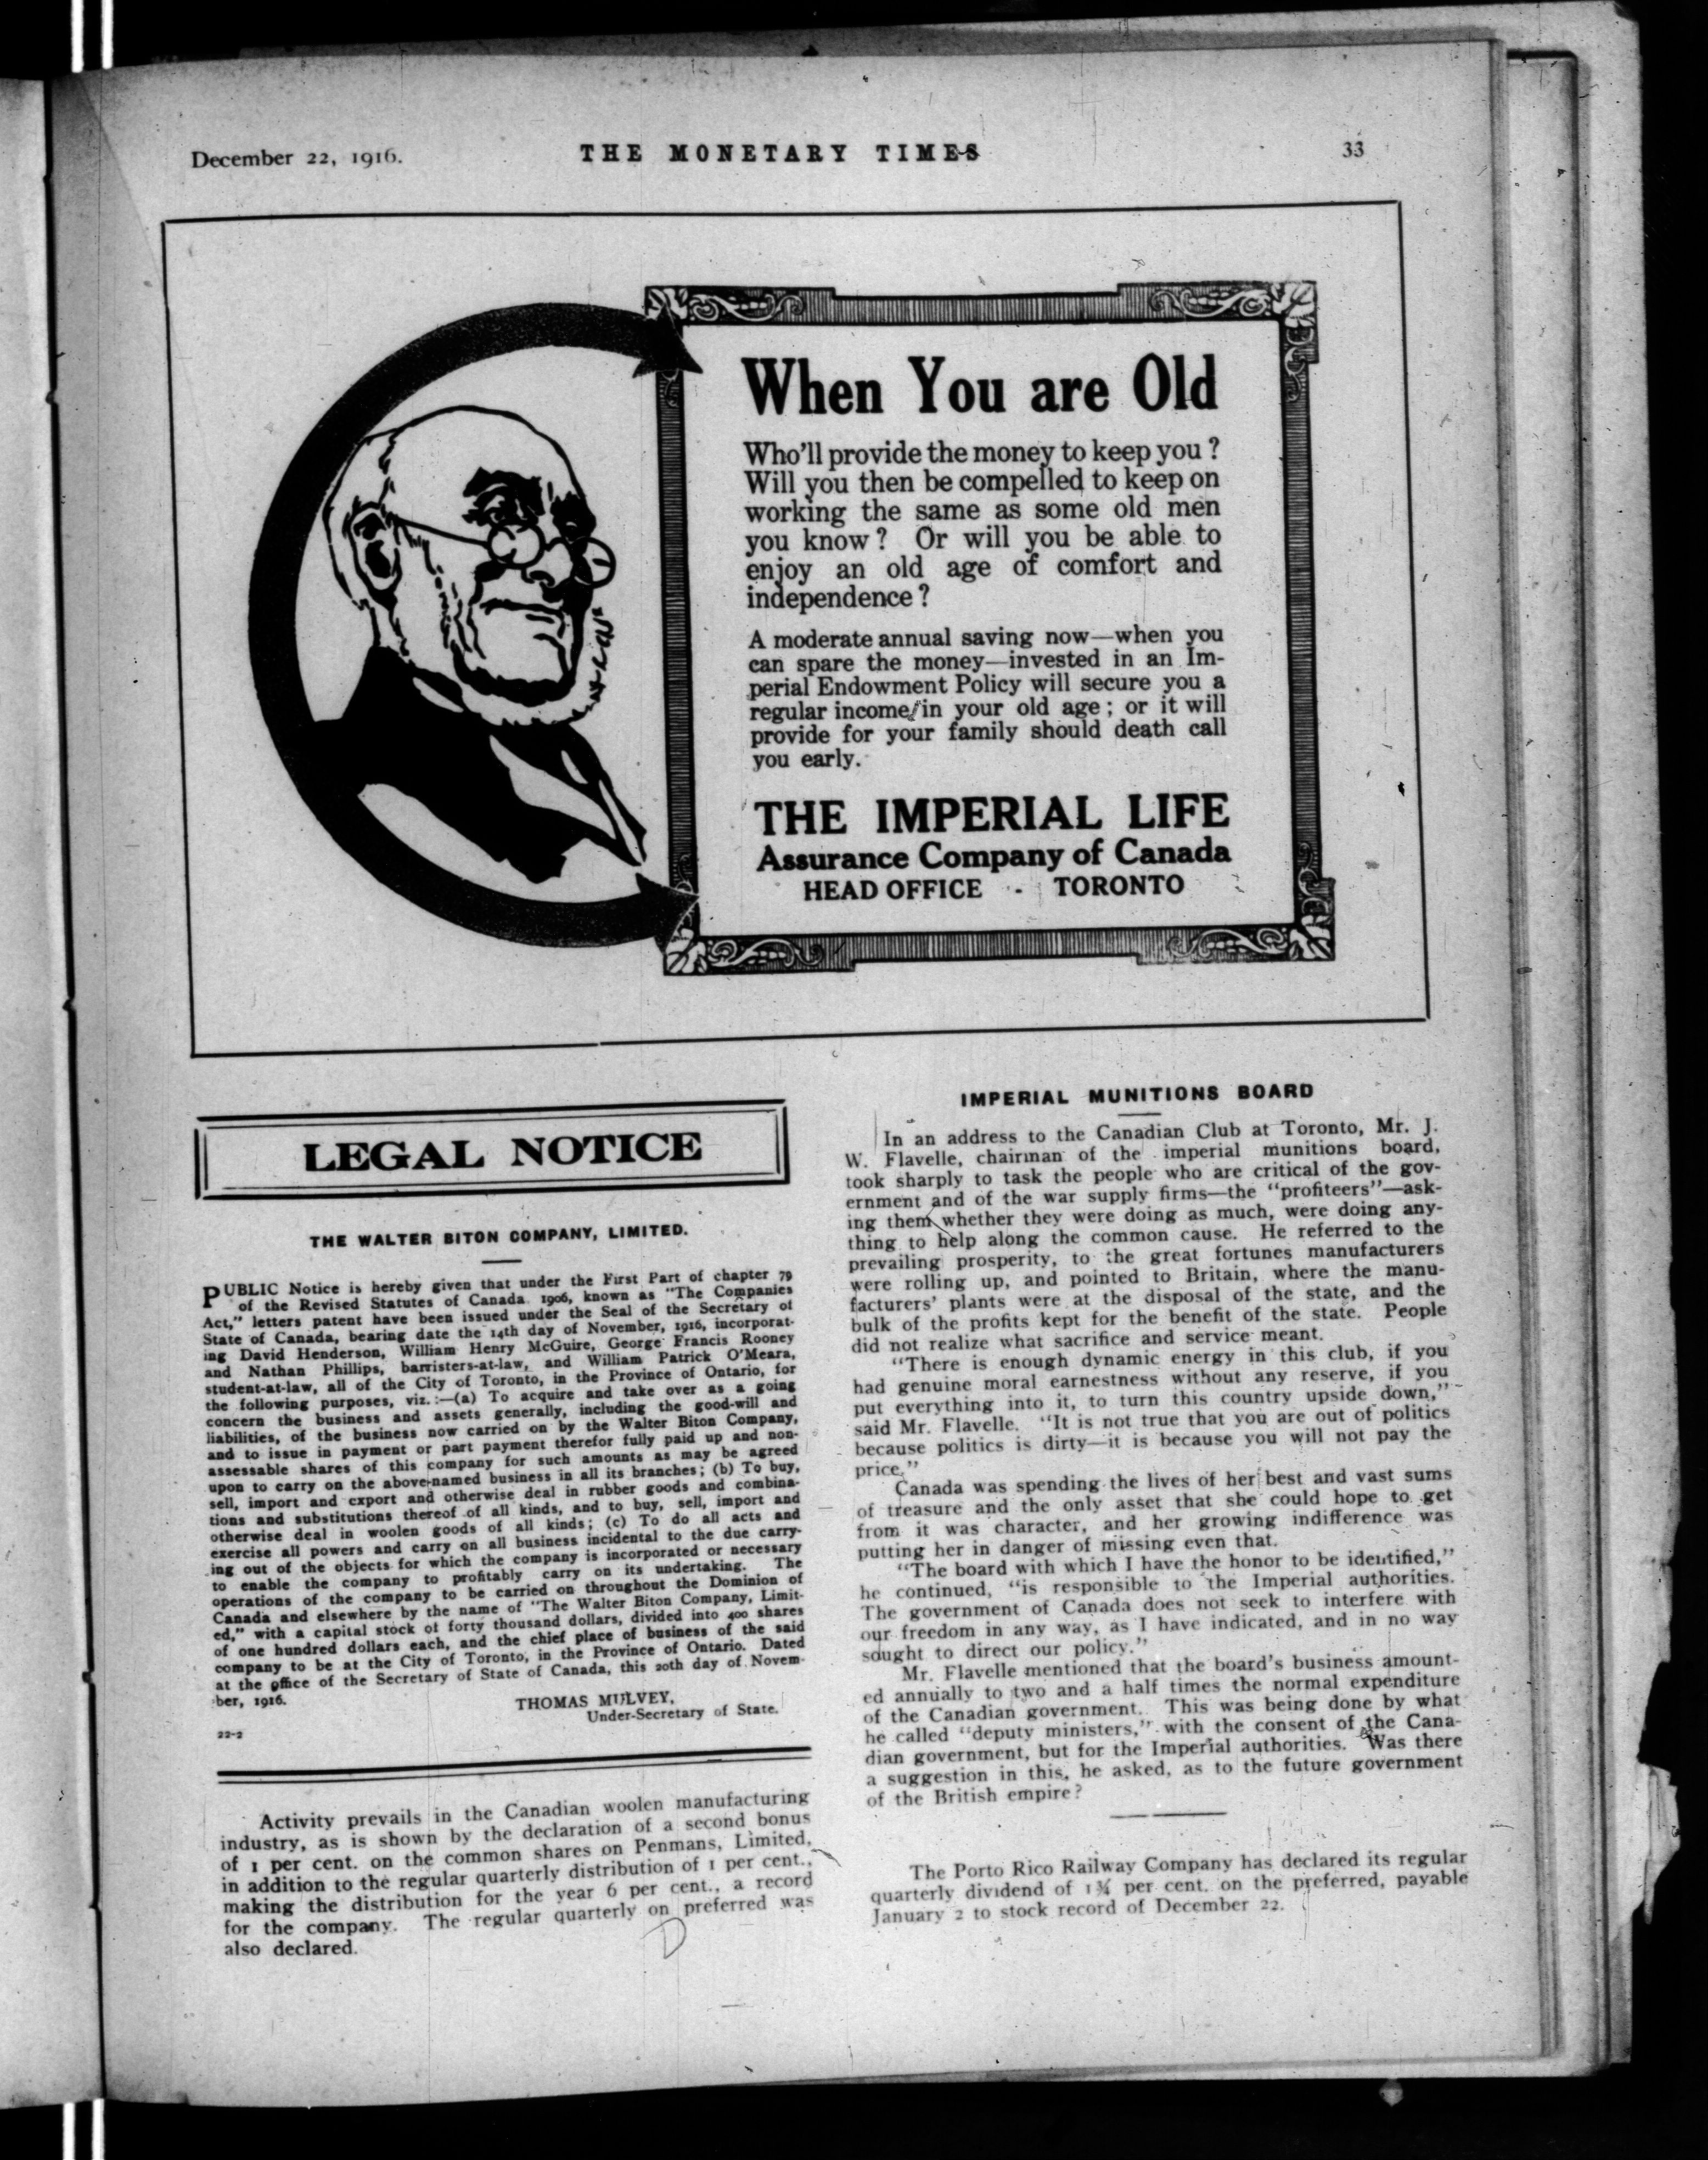 December 22, 1916.
THE MONETARY TIMES
33
When You are Old
Who'll provide the money to keep you?
Will you then be compelled to keep on
working the same as some old men
you know? Or will you be able to
enjoy an old age of comfort and
independence?
A moderate annual saving now—when you
can spare the money—invested in an Im-
perial Endowment Policy will secure you a
regular income in your old age; or it will
provide for your family should death call
you early.
THE IMPERIAL LIFE
Assurance Company of Canada
HEAD OFFICE - TORONTO
LEGAL NOTICE
THE WALTER BITON COMPANY, LIMITED.
PUBLIC Notice is hereby given that under the First Part of chapter 79
of the Revised Statutes of Canada 1906, known as "The Companies
Act," letters patent have been issued under the Seal of the Secretary of
State of Canada, bearing date the 14th day of November, 1916, incorporat-
ing David Henderson, William Henry McGuire, George Francis Rooney
and Nathan Phillips, barristers-at-law, and William Patrick O'Meara,
student-at-law, all of the City of Toronto, in the Province of Ontario, for
the following purposes, viz.:—(a) To acquire and take over as a going
concern the business and assets generally, including the good-will and
liabilities, of the business now carried on by the Walter Biton Company,
and to issue in payment or part payment therefor fully paid up and non-
assessable shares of this company for such amounts as may be agreed
upon to carry on the above-named business in all its branches; (b) To buy,
sell, import and export and otherwise deal in rubber goods and combina-
tions and substitutions thereof of all kinds, and to buy, sell, import and
otherwise deal in woolen goods of all kinds; (c) To do all acts and
exercise all powers and carry on all business incidental to the due carry-
ing out of the objects for which the company is incorporated or necessary
to enable the company to profitably carry on its undertaking. The
operations of the company to be carried on throughout the Dominion of
Canada and elsewhere by the name of "The Walter Biton Company, Limit-
ed," with a capital stock of forty thousand dollars, divided into 400 shares
of one hundred dollars each, and the chief place of business of the said
company to be at the City of Toronto, in the Province of Ontario. Dated
at the office of the Secretary of State of Canada, this 20th day of Novem-
ber, 1916.
THOMAS MULVEY,
Under-Secretary of State.
22-2
Activity prevails in the Canadian woolen manufacturing
industry, as is shown by the declaration of a second bonus
of 1 per cent. on the common shares on Penmans, Limited,
in addition to the regular quarterly distribution of 1 per cent.,
making the distribution for the year 6 per cent., a record
for the company. The regular quarterly on preferred was
also declared.
IMPERIAL MUNITIONS BOARD
In an address to the Canadian Club at Toronto, Mr. J.
W. Flavelle, chairman of the imperial munitions board,
took sharply to task the people who are critical of the gov-
ernment and of the war supply firms—the "profiteers"—ask-
ing them whether they were doing as much, were doing any-
thing to help along the common cause. He referred to the
prevailing prosperity, to the great fortunes manufacturers
were rolling up, and pointed to Britain, where the manu-
facturers' plants were at the disposal of the state, and the
bulk of the profits kept for the benefit of the state. People
did not realize what sacrifice and service meant.
"There is enough dynamic energy in this club, if you
had genuine moral earnestness without any reserve, if you
put everything into it, to turn this country upside down,"
said Mr. Flavelle. "It is not true that you are out of politics
because politics is dirty—it is because you will not pay the
price."
Canada was spending the lives of her best and vast sums
of treasure and the only asset that she could hope to get
from it was character, and her growing indifference was
putting her in danger of missing even that.
"The board with which I have the honor to be identified,"
he continued, "is responsible to the Imperial authorities.
The government of Canada does not seek to interfere with
our freedom in any way, as I have indicated, and in no way
sought to direct our policy."
Mr. Flavelle mentioned that the board's business amount-
ed annually to two and a half times the normal expenditure
of the Canadian government. This was being done by what
he called "deputy ministers," with the consent of the Cana-
dian government, but for the Imperial authorities. Was there
a suggestion in this, he asked, as to the future government
of the British empire?
The Porto Rico Railway Company has declared its regular
quarterly dividend of 1¾ per cent. on the preferred, payable
January 2 to stock record of December 22.